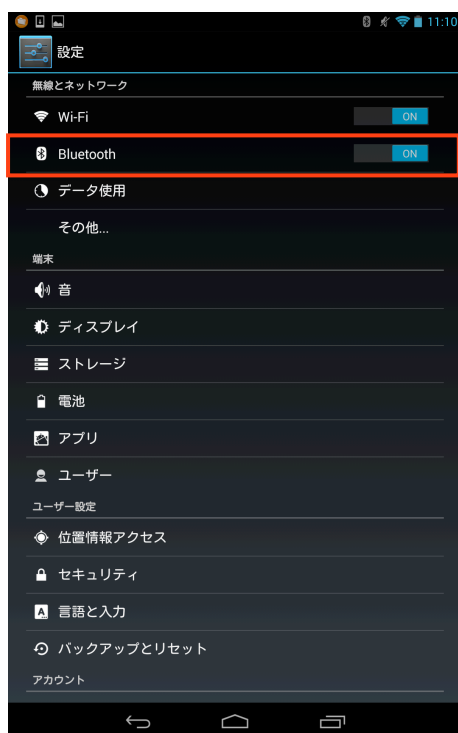 11:10
設定
無線とネットワーク
Wi-Fi
ON
Bluetooth
ON
データ使用
その他...
端末
音
ディスプレイ
ストレージ
電池
アプリ
ユーザー
ユーザー設定
位置情報アクセス
セキュリティ
A 言語と入力
バックアップとリセット
アカウント